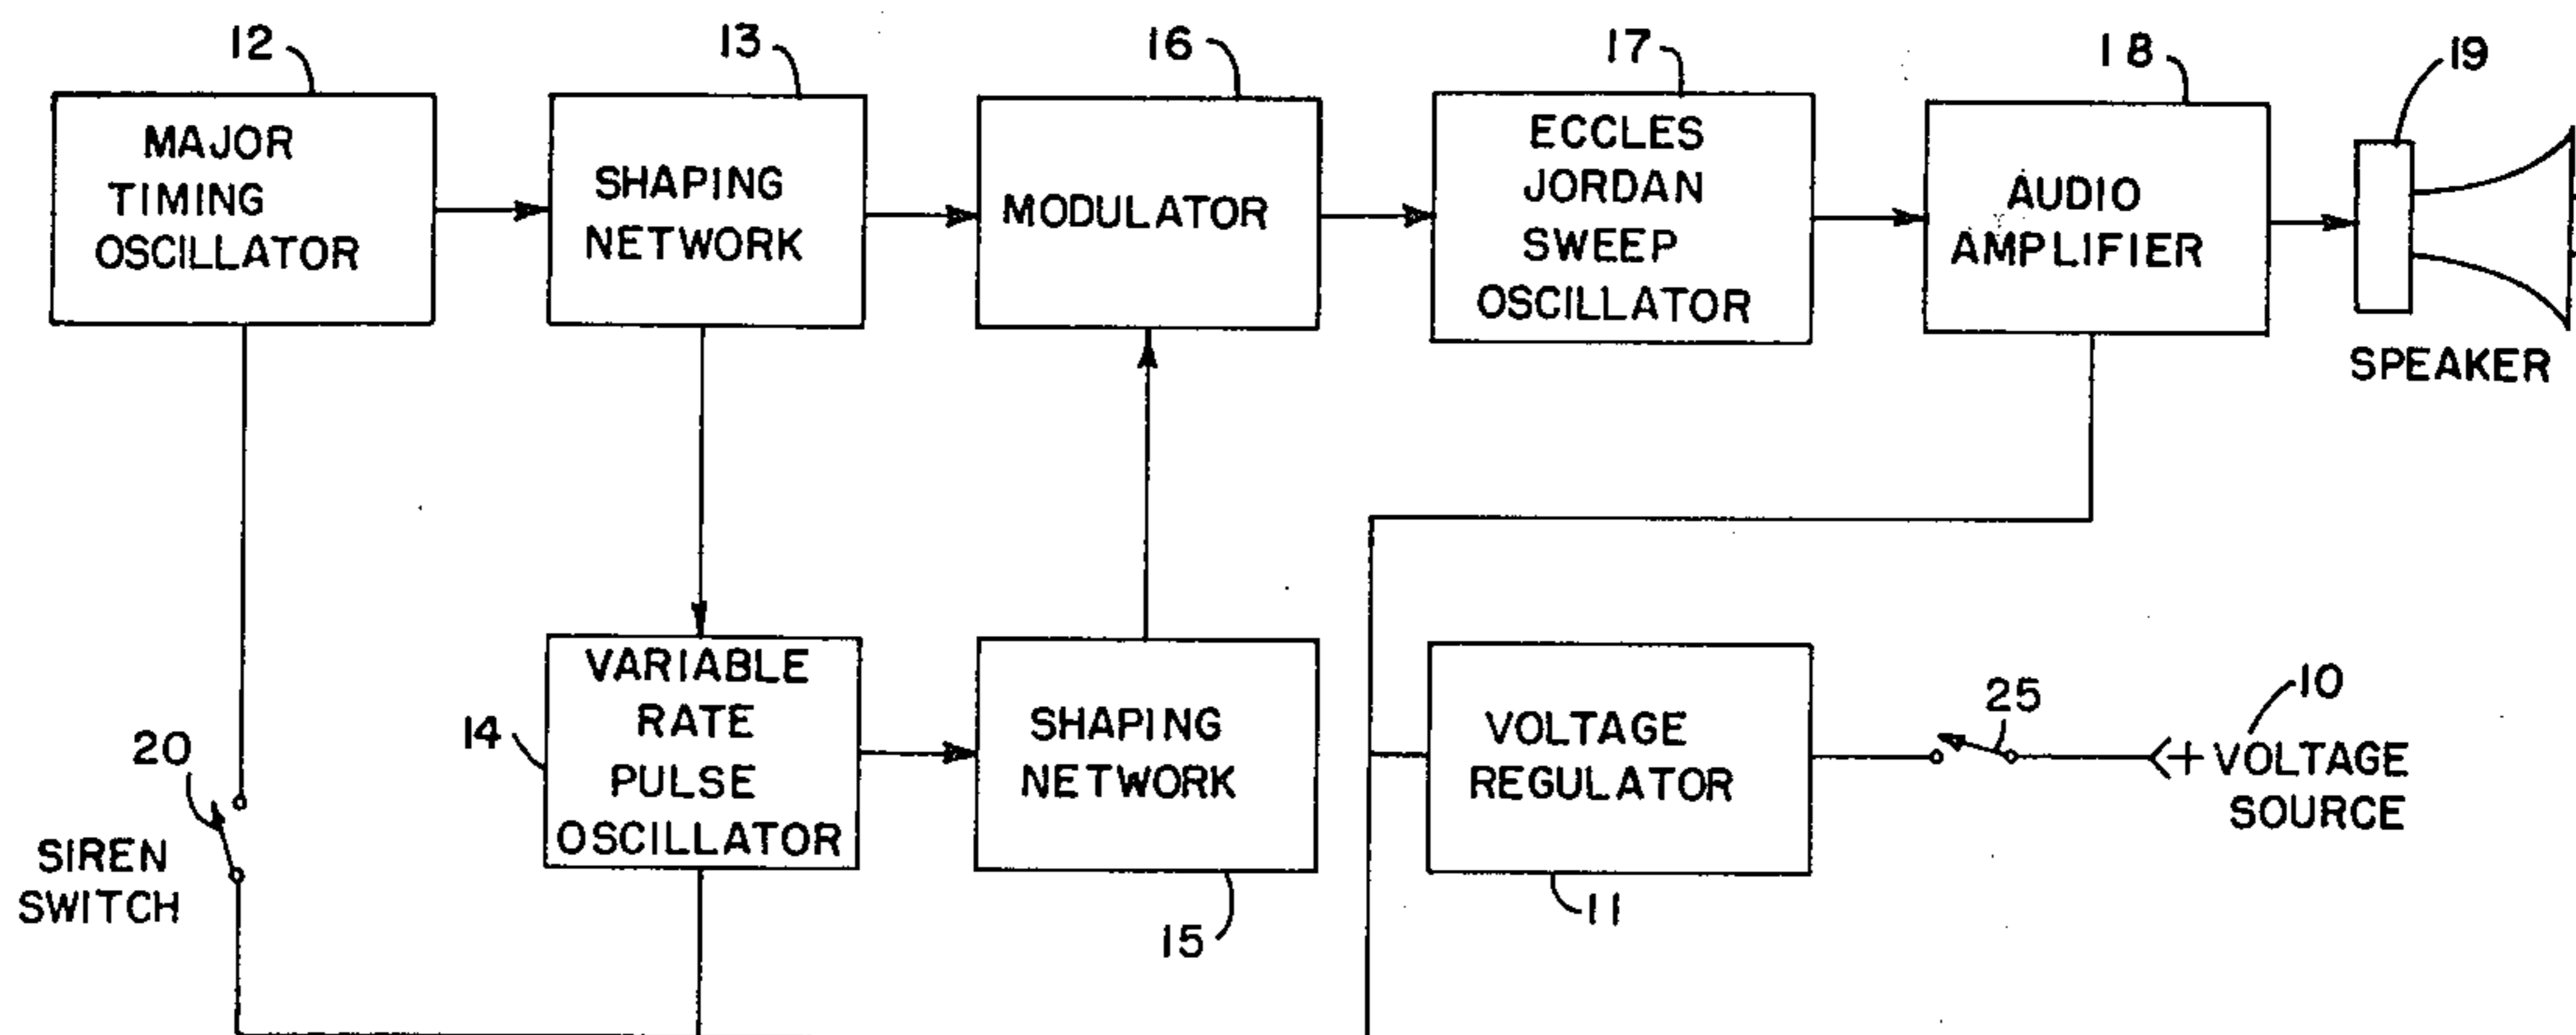 12
13
16
17
18
19
MAJOR
TIMING
OSCILLATOR
SHAPING
NETWORK
MODULATOR
ECCLES
JORDAN
SWEEP
OSCILLATOR
AUDIO
AMPLIFIER
SPEAKER
20
SIREN
SWITCH
14
VARIABLE
RATE
PULSE
OSCILLATOR
SHAPING
NETWORK
15
VOLTAGE
REGULATOR
11
25
10
+ VOLTAGE
SOURCE